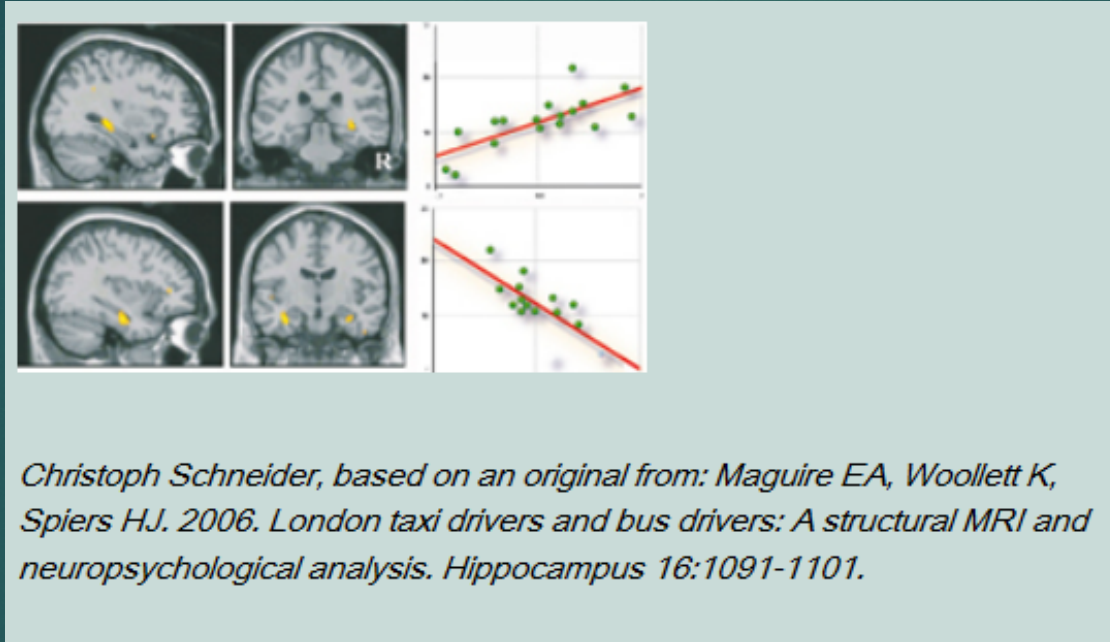 R
Christoph Schneider, based on an original from: Maguire EA, Woollett K,
Spiers HJ. 2006. London taxi drivers and bus drivers: A structural MRI and
neuropsychological analysis. Hippocampus 16:1091-1101.